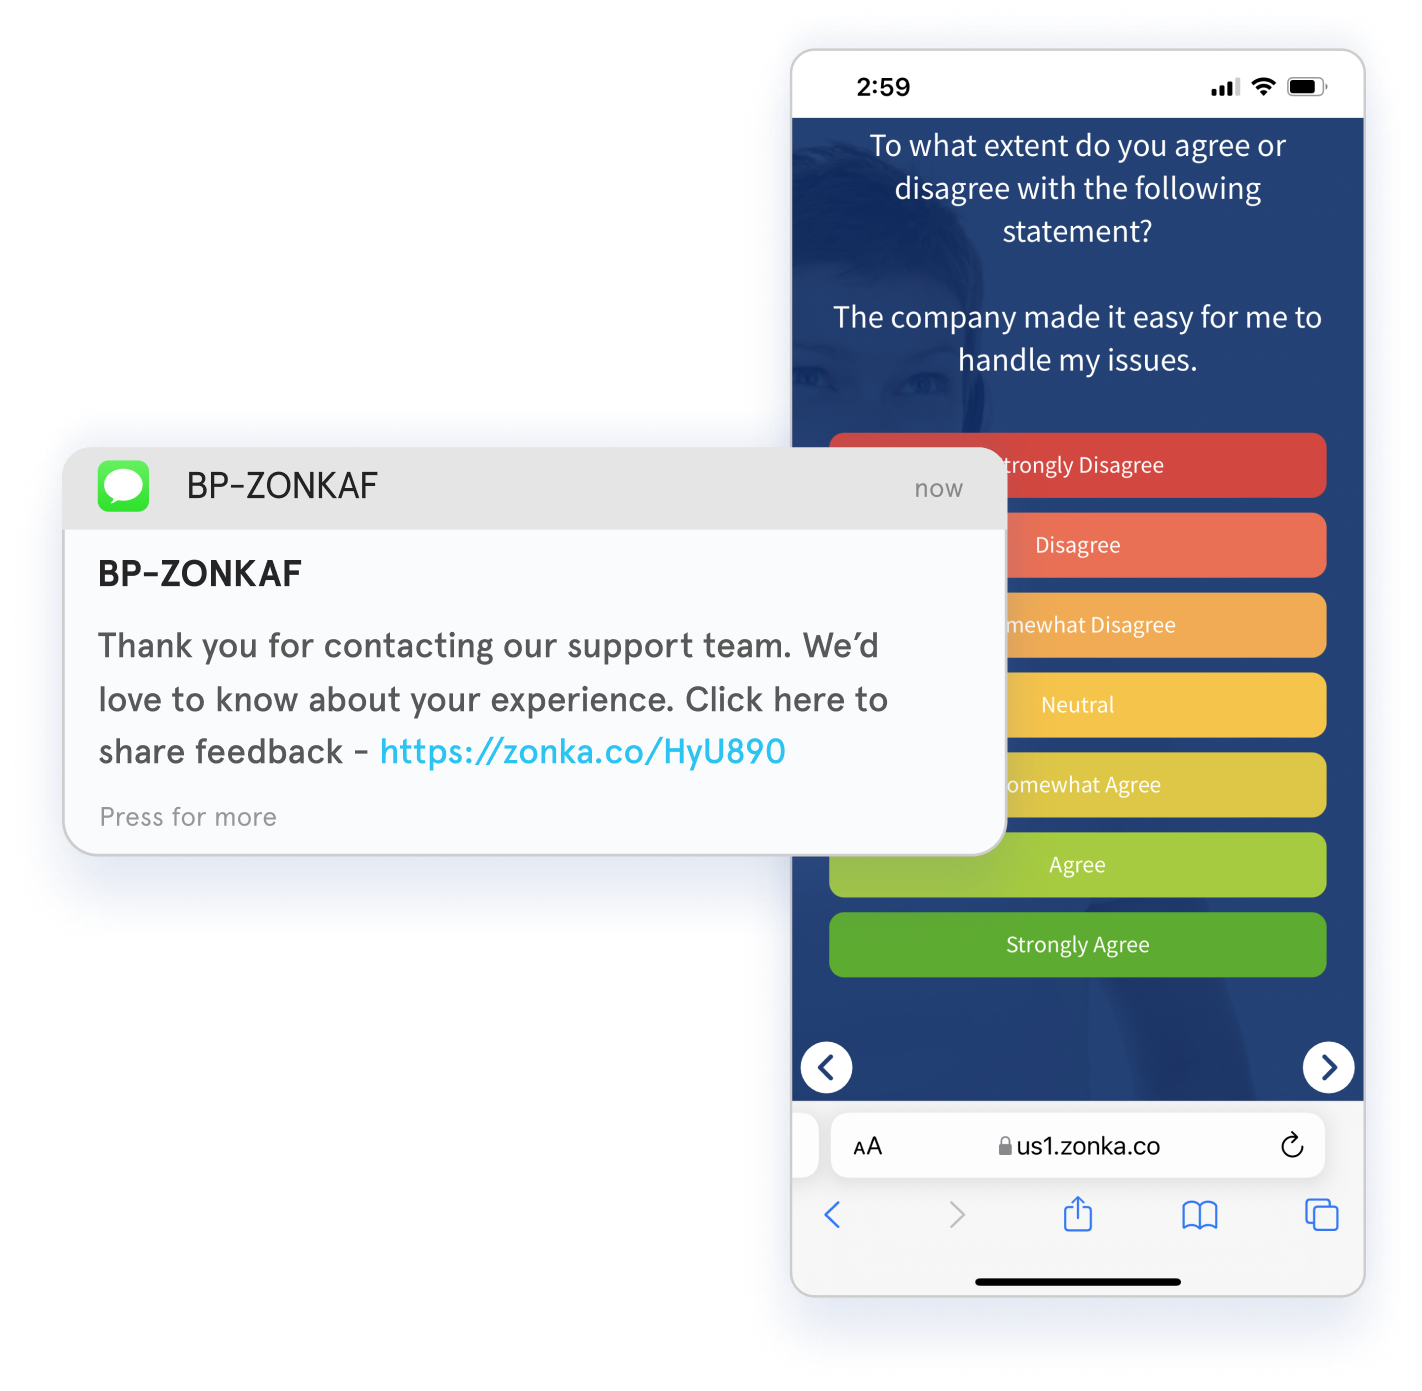 2:59
To what extent do you agree or
disagree with the following
statement?
The company made it easy for me to
handle my issues.
BP-ZONKAF
now
BP-ZONKAF
Thank you for contacting our support team. We’d
love to know about your experience. Click here to
share feedback - https://zonka.co/HyU890
Press for more
trongly Disagree
Disagree
mewhat Disagree
Neutral
omewhat Agree
Agree
Strongly Agree
AA
us1.zonka.co